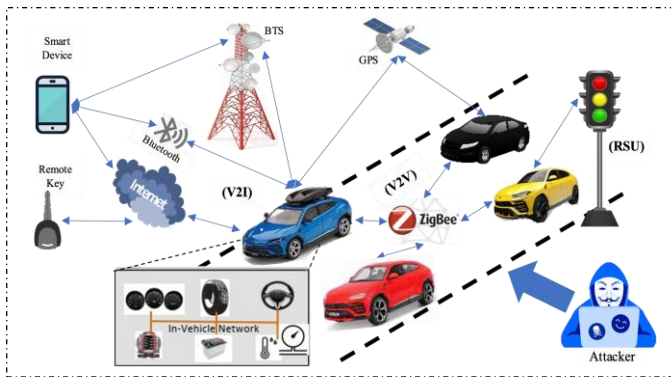 Smart
Device
BTS
GPS
Bluetooth
(RSU)
Remote
Key
Internet
(V2I)
(V2V)
Z ZigBee
In-Vehicle Network
Attacker